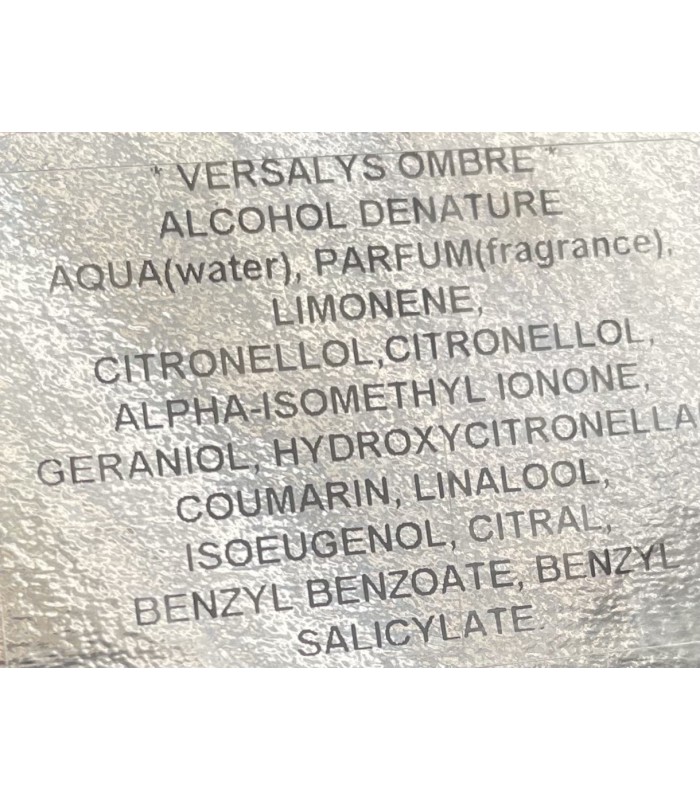 * VERSALYS OMBRE *
ALCOHOL DENATURE
AQUA(water), PARFUM(fragrance),
LIMONENE,
CITRONELLOL,CITRONELLOL,
ALPHA-ISOMETHYL IONONE,
GERANIOL, HYDROXYCITRONELLA
COUMARIN, LINALOOL,
ISOEUGENOL, CITRAL,
BENZYL BENZOATE, BENZYL
SALICYLATE.